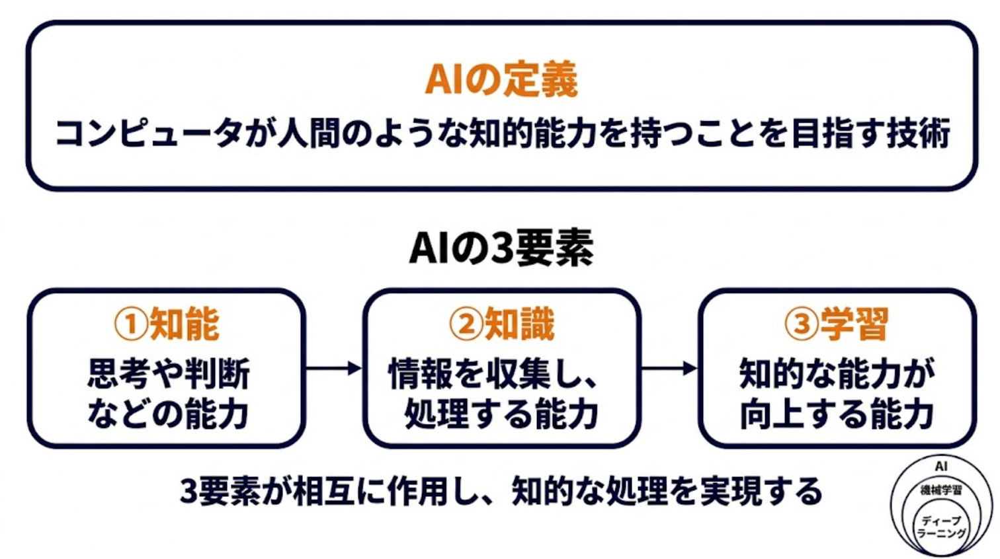 AIの定義
コンピュータが人間のような知的能力を持つことを目指す技術
AIの3要素
①知能
思考や判断
などの能力
②知識
情報を収集し、
処理する能力
③学習
知的な能力が
向上する能力
3要素が相互に作用し、知的な処理を実現する
AI
機械学習
ディープ
ラーニング